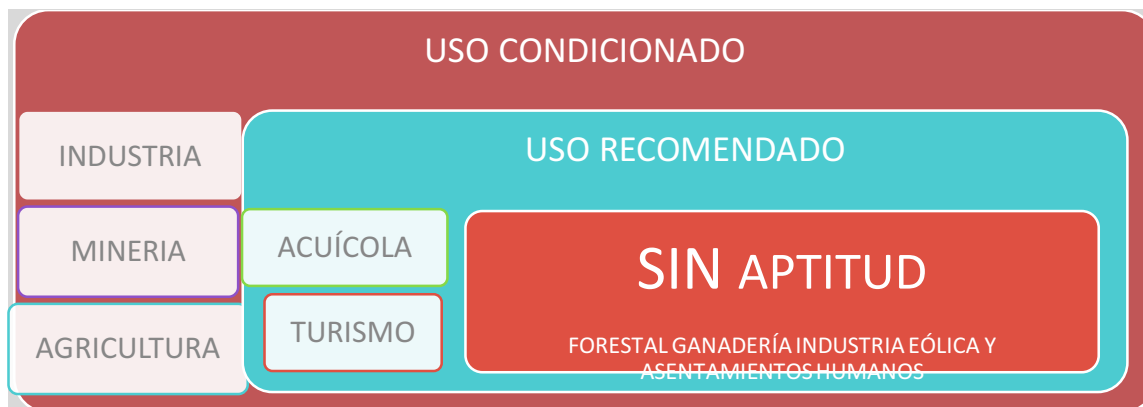 USO CONDICIONADO
INDUSTRIA
MINERIA
AGRICULTURA
USO RECOMENDADO
ACUÍCOLA
TURISMO
SIN APTITUD
FORESTAL GANADERÍA INDUSTRIA EÓLICA Y
ASENTAMIENTOS HUMANOS